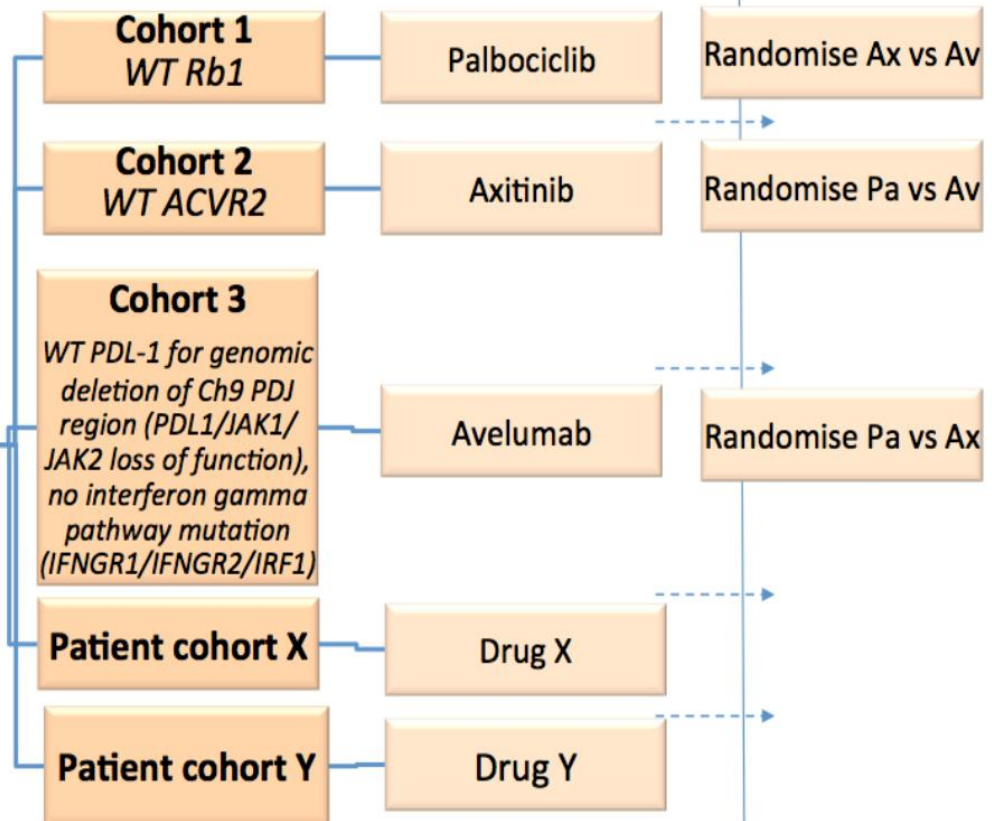 Cohort 1
WT Rb1
Palbociclib
Randomise Ax vs Av
Cohort 2
WT ACVR2
Axitinib
Randomise Pa vs Av
Cohort 3
WT PDL-1 for genomic
deletion of Ch9 PDJ
region (PDL1/JAK1/
JAK2 loss of function),
no interferon gamma
pathway mutation
(IFNGR1/IFNGR2/IRF1)
Avelumab
Randomise Pa vs Ax
Patient cohort X
Drug X
Patient cohort Y
Drug Y